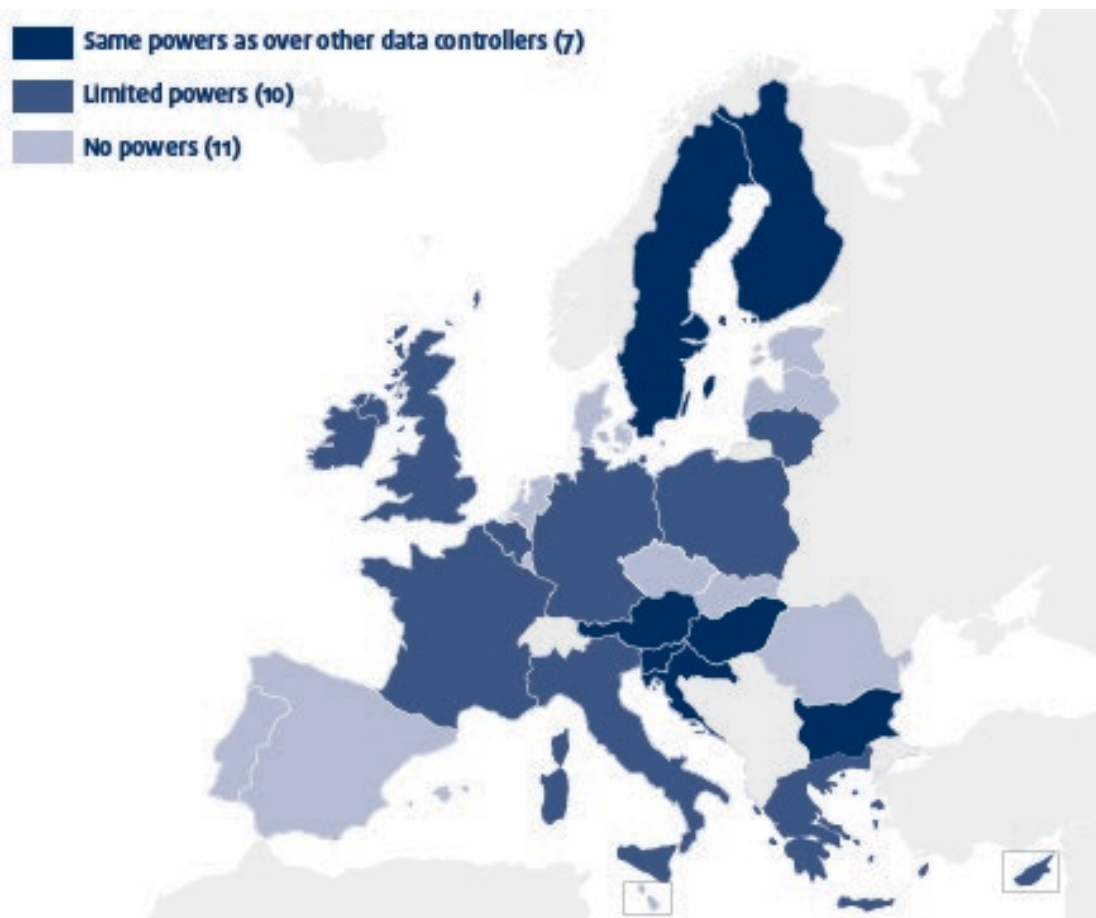 Same powers as over other data controllers (7)
Limited powers (10)
No powers (11)